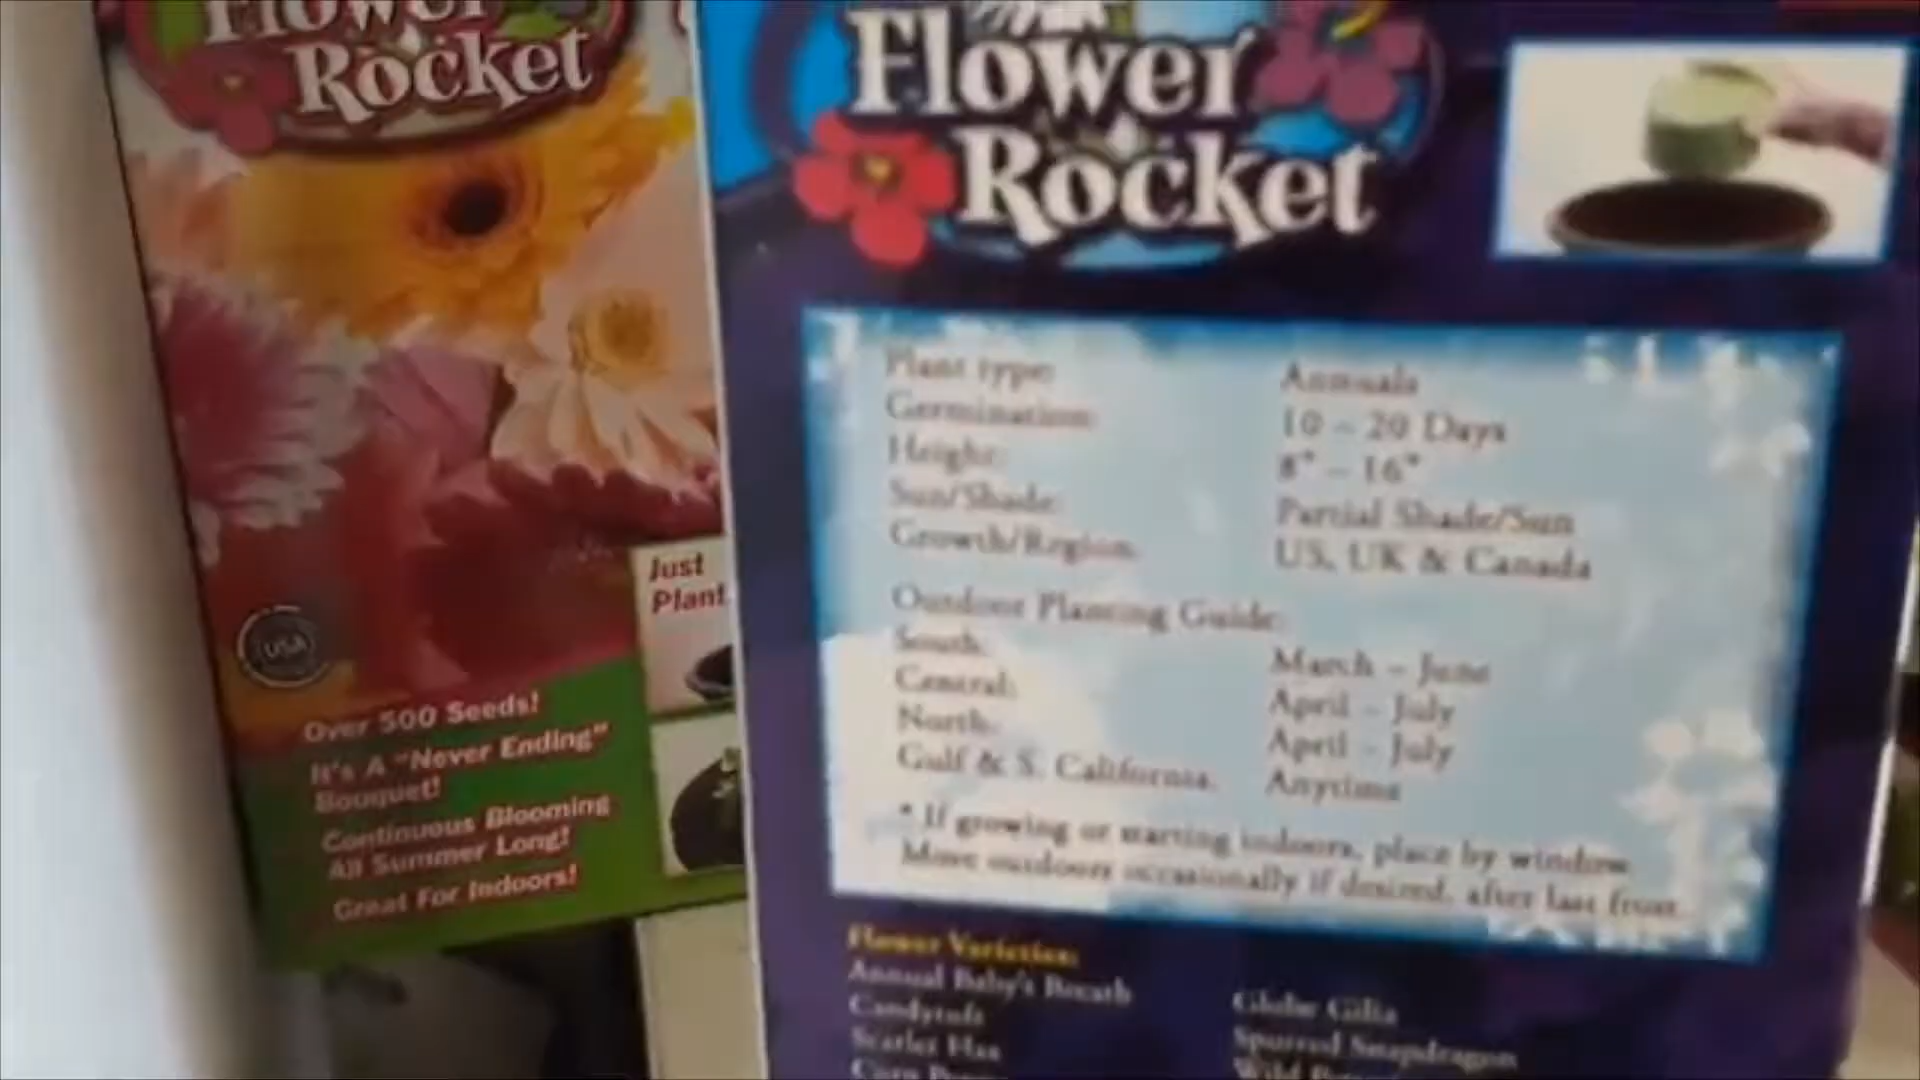 Flower
Rocket
Just
Plant
USA
Over 500 Seeds!
It's A "Never Ending"
Bouquet!
Continuous Blooming
All Summer Long!
Great For Indoors!
Flower
Rocket
Plant type: Annuals
Germination: 10 - 20 Days
Height: 8" - 16"
Sun/Shade: Partial Shade/Sun
Growth/Region: US, UK & Canada
Outdoor Planting Guide:
South: March - June
Central: April - July
North: April - July
Gulf & S. California: Anytime
* If growing or starting indoors, place by window.
Move outdoors occasionally if desired, after last frost.
Flower Varieties:
Annual Baby's Breath
Candytuft
Scarlet Flax
Corn
Globe Gilia
Spurred Snapdragon
Wild